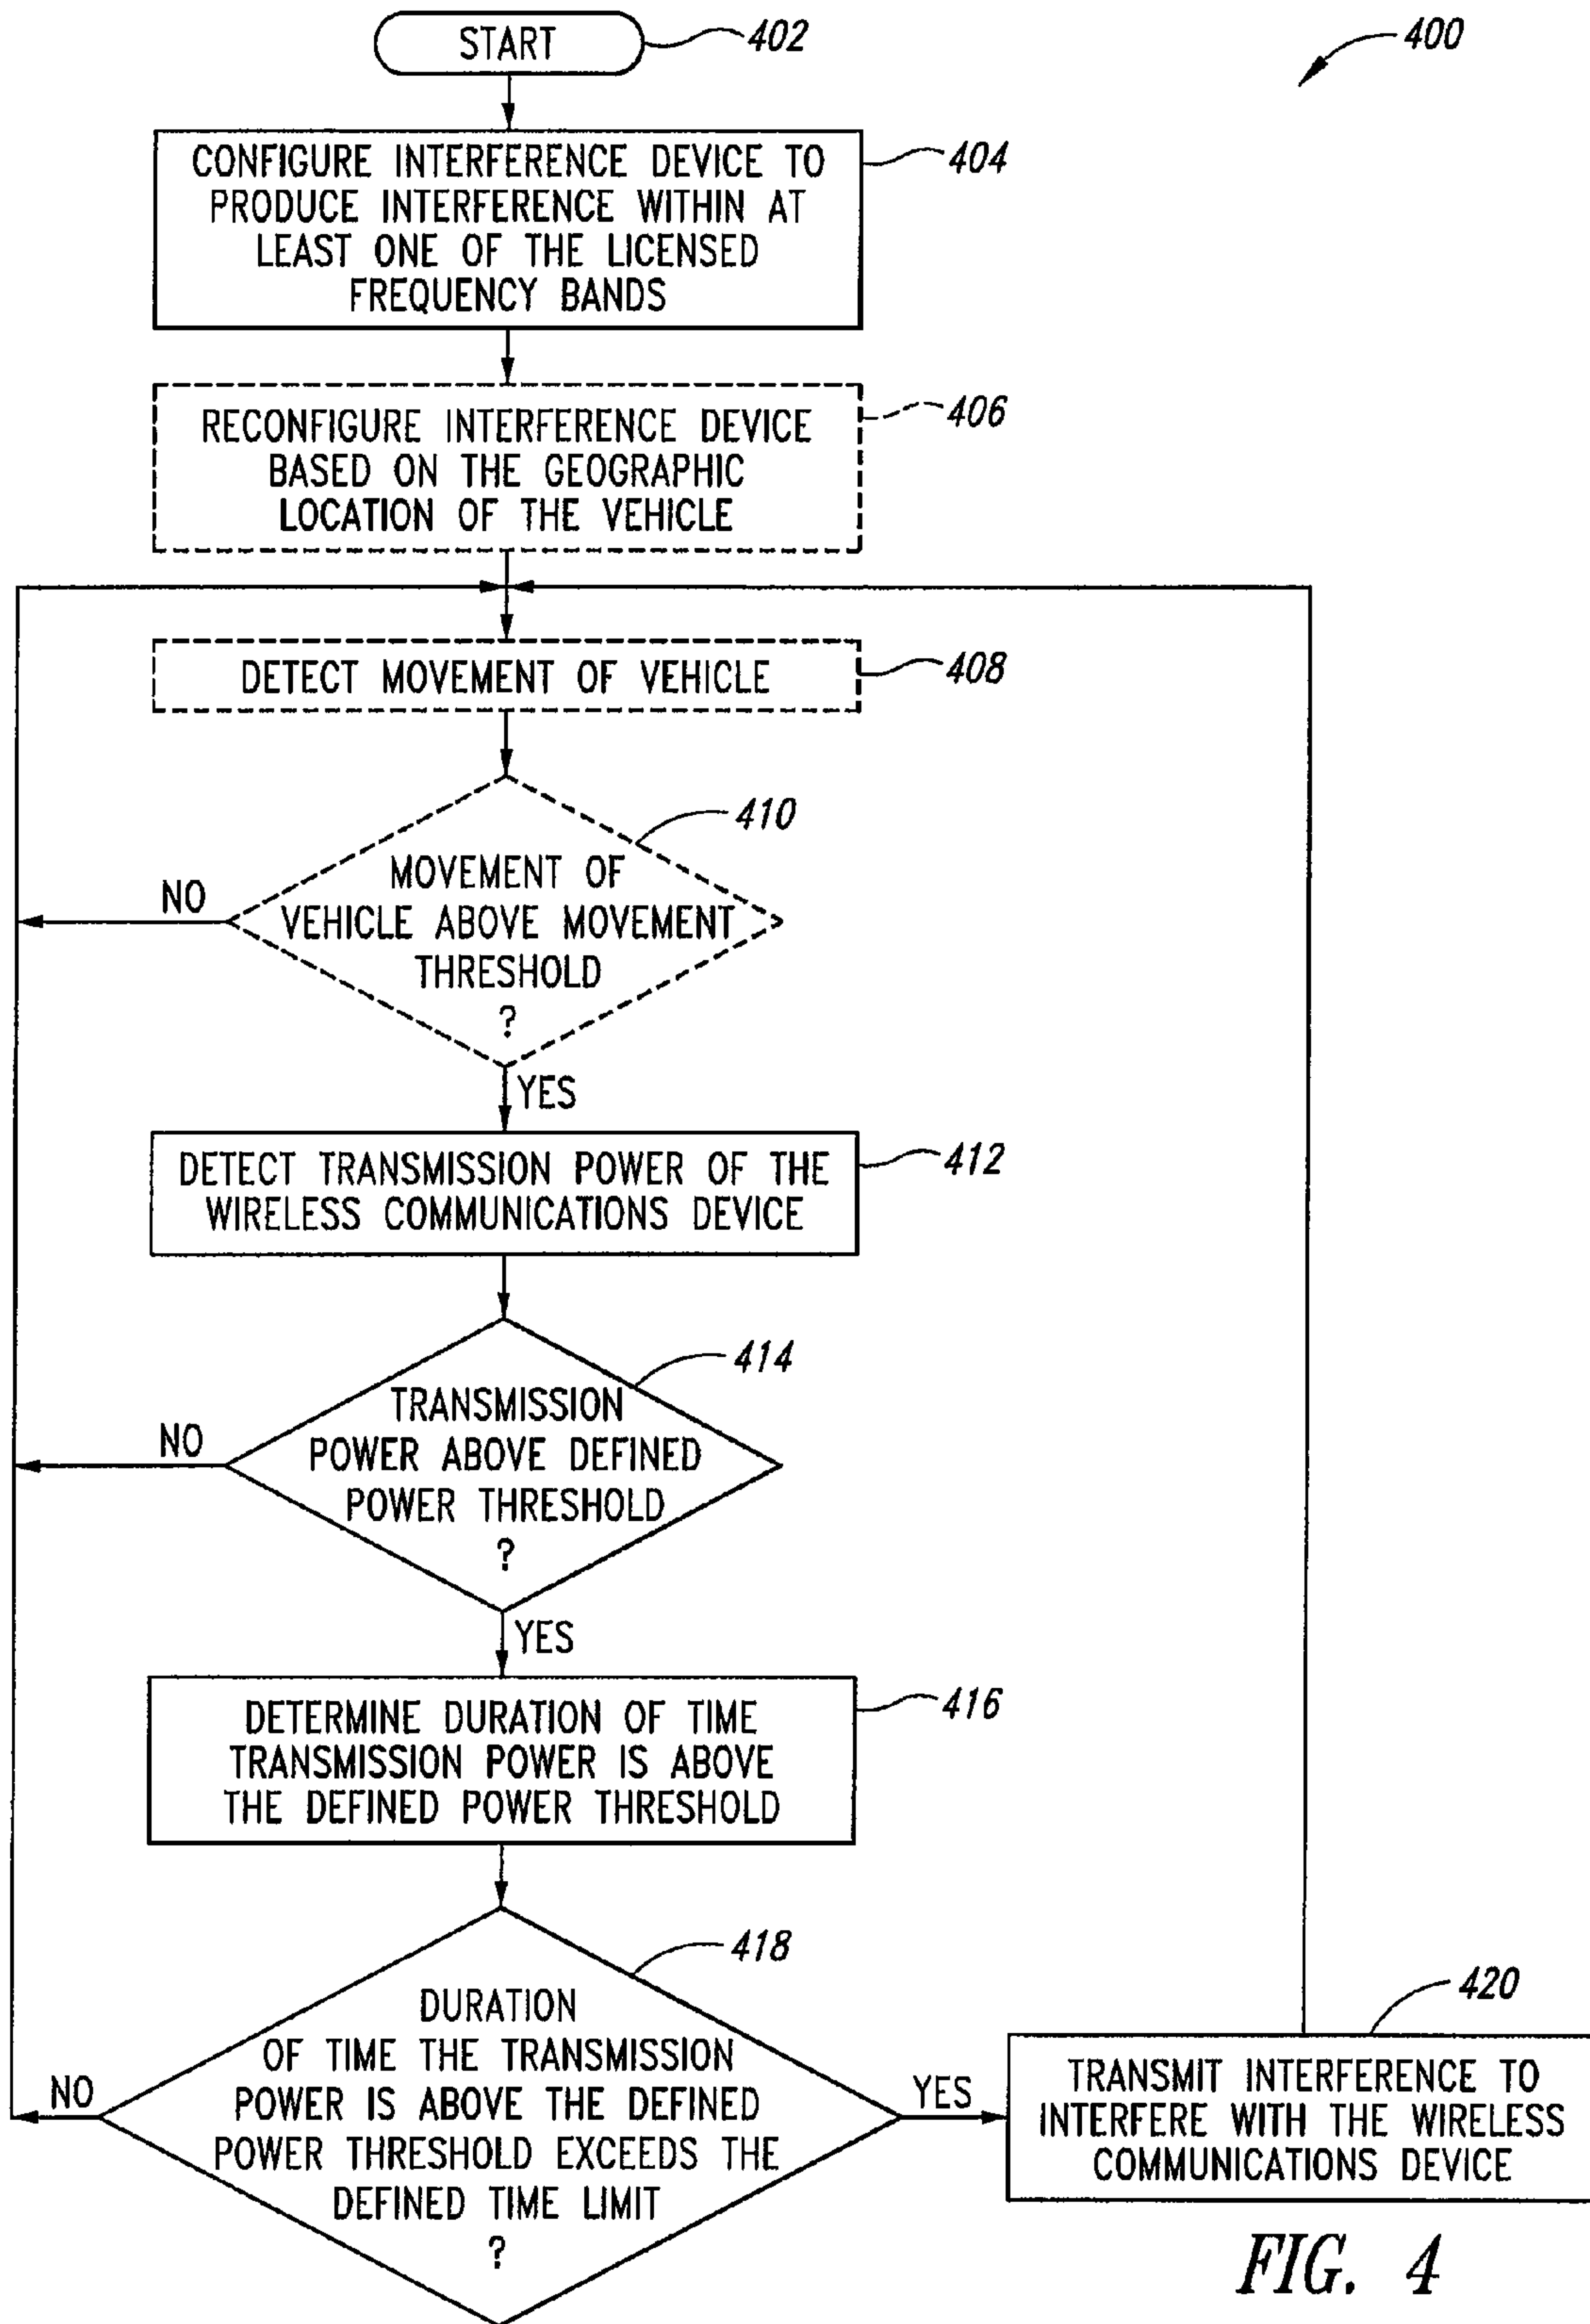 START
402
400
CONFIGURE INTERFERENCE DEVICE TO
PRODUCE INTERFERENCE WITHIN AT
LEAST ONE OF THE LICENSED
FREQUENCY BANDS
404
RECONFIGURE INTERFERENCE DEVICE
BASED ON THE GEOGRAPHIC
LOCATION OF THE VEHICLE
406
DETECT MOVEMENT OF VEHICLE
408
410
MOVEMENT OF
VEHICLE ABOVE MOVEMENT
THRESHOLD
?
NO
YES
DETECT TRANSMISSION POWER OF THE
WIRELESS COMMUNICATIONS DEVICE
412
414
TRANSMISSION
POWER ABOVE DEFINED
POWER THRESHOLD
?
NO
YES
DETERMINE DURATION OF TIME
TRANSMISSION POWER IS ABOVE
THE DEFINED POWER THRESHOLD
416
418
DURATION
OF TIME THE TRANSMISSION
POWER IS ABOVE THE DEFINED
POWER THRESHOLD EXCEEDS THE
DEFINED TIME LIMIT
?
NO
YES
420
TRANSMIT INTERFERENCE TO
INTERFERE WITH THE WIRELESS
COMMUNICATIONS DEVICE
FIG. 4